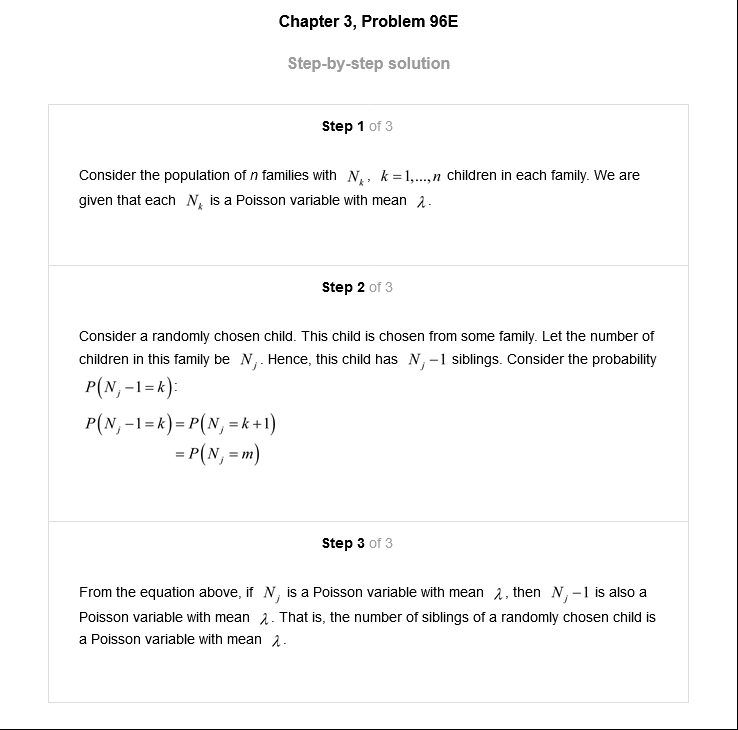 Chapter 3, Problem 96E
Step-by-step solution
Step 1 of 3
Consider the population of n families with N_k, k = 1,...,n children in each family. We are
given that each N_k is a Poisson variable with mean λ.
Step 2 of 3
Consider a randomly chosen child. This child is chosen from some family. Let the number of
children in this family be N_j. Hence, this child has N_j − 1 siblings. Consider the probability
P(N_j − 1 = k):
P(N_j − 1 = k) = P(N_j = k + 1)
= P(N_j = m)
Step 3 of 3
From the equation above, if N_j is a Poisson variable with mean λ, then N_j − 1 is also a
Poisson variable with mean λ. That is, the number of siblings of a randomly chosen child is
a Poisson variable with mean λ.